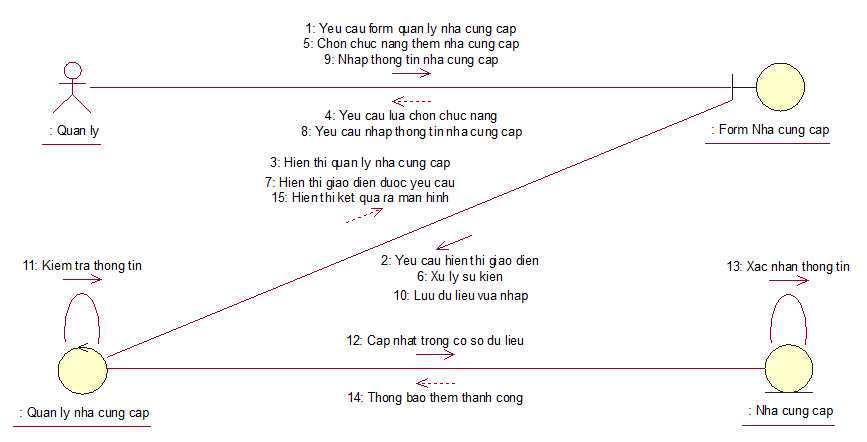 1: Yeu cau form quan ly nha cung cap
5: Chon chuc nang them nha cung cap
9: Nhap thong tin nha cung cap
4: Yeu cau lua chon chuc nang
8: Yeu cau nhap thong tin nha cung cap
: Quan ly
: Form Nha cung cap
3: Hien thi quan ly nha cung cap
7: Hien thi giao dien duoc yeu cau
15: Hien thi ket qua ra man hinh
2: Yeu cau hien thi giao dien
6: Xu ly su kien
10: Luu du lieu vua nhap
11: Kiem tra thong tin
13: Xac nhan thong tin
12: Cap nhat trong co so du lieu
14: Thong bao them thanh cong
: Quan ly nha cung cap
: Nha cung cap